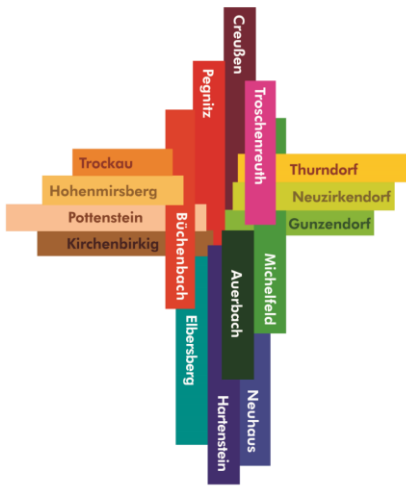 Creußen
Pegnitz
Troschenreuth
Trockau
Thurndorf
Hohenmirsberg
Neuzirkendorf
Pottenstein
Gunzendorf
Kirchenbirkig
Büchenbach
Michelfeld
Auerbach
Elbersberg
Neuhaus
Hartenstein